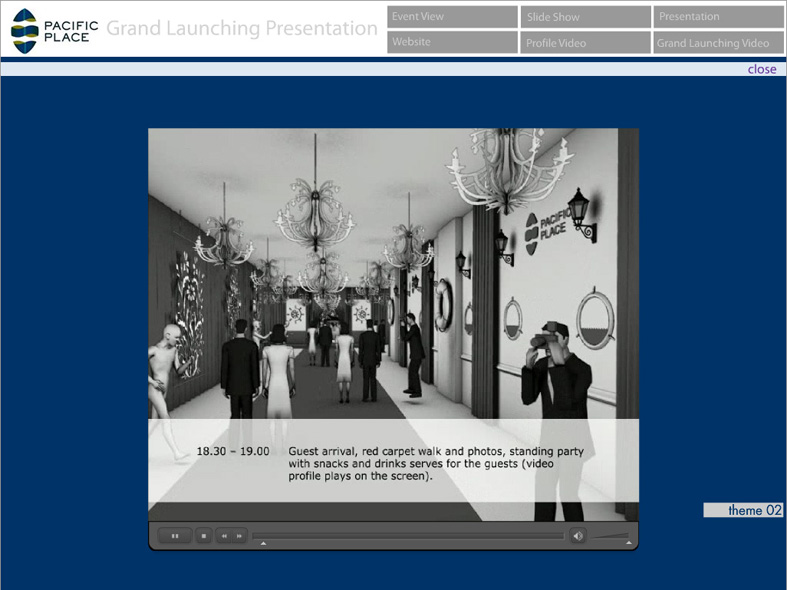 PACIFIC
PLACE
Grand Launching Presentation
Event View
Slide Show
Presentation
Website
Profile Video
Grand Launching Video
close
PACIFIC
PLACE
18.30 – 19.00 Guest arrival, red carpet walk and photos, standing party
with snacks and drinks serves for the guests (video
profile plays on the screen).
theme 02